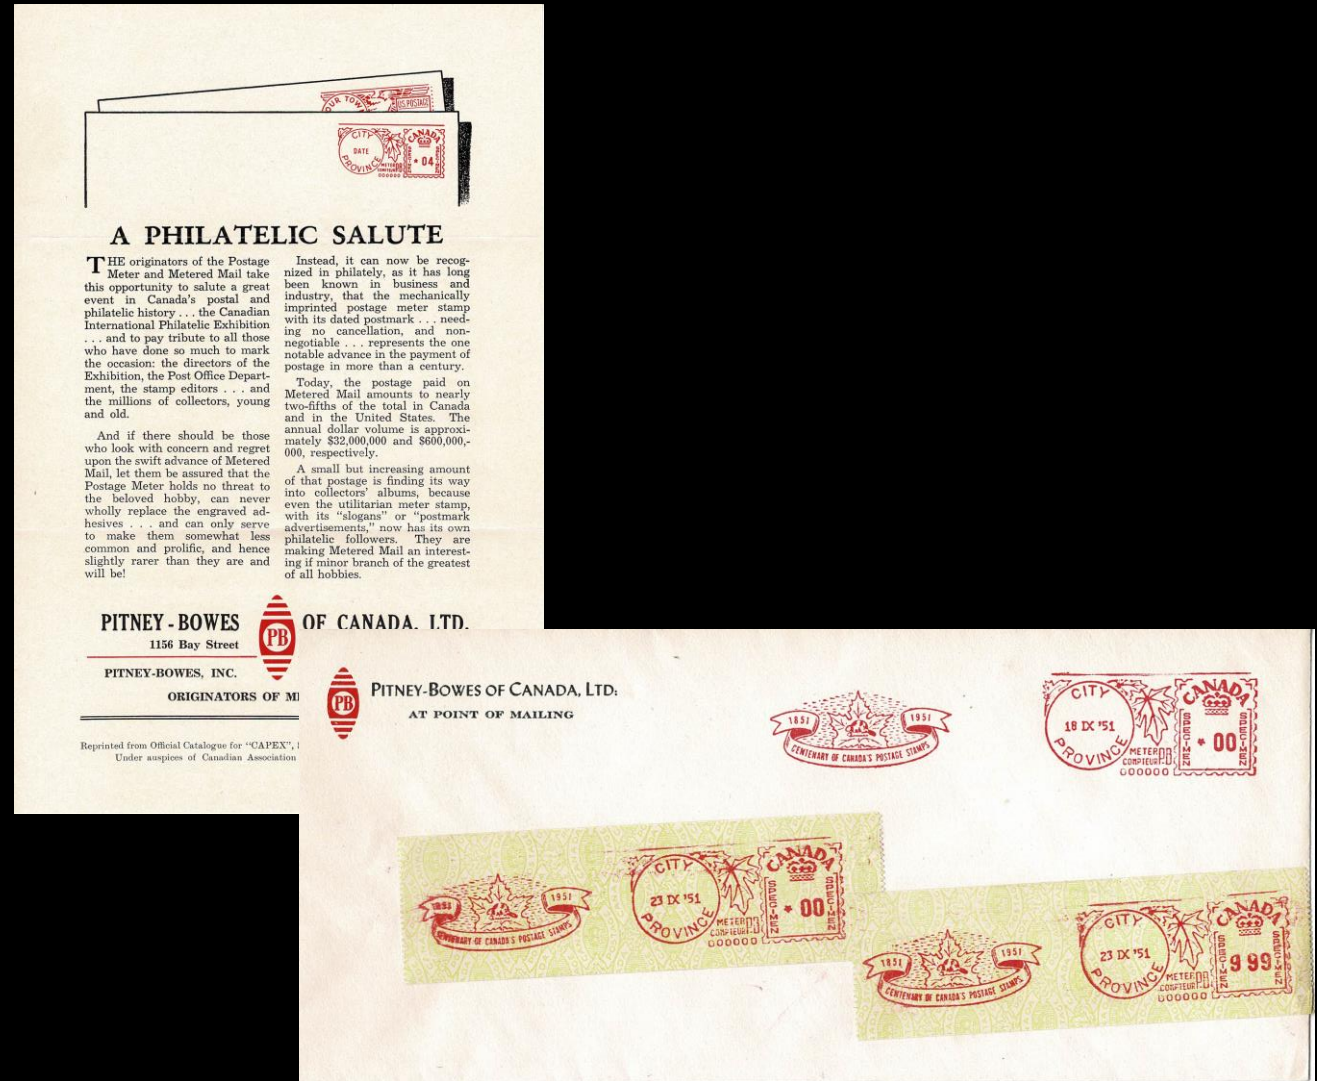 OUR TOWN
U.S. POSTAGE
CITY
DATE
PROVINCE
CANADA
METER PB
COMPTEUR
000000
* 04
A PHILATELIC SALUTE
THE originators of the Postage
Meter and Metered Mail take
this opportunity to salute a great
event in Canada's postal and
philatelic history . . . the Canadian
International Philatelic Exhibition
. . . and to pay tribute to all those
who have done so much to mark
the occasion: the directors of the
Exhibition, the Post Office Depart-
ment, the stamp editors . . . and
the millions of collectors, young
and old.
And if there should be those
who look with concern and regret
upon the swift advance of Metered
Mail, let them be assured that the
Postage Meter holds no threat to
the beloved hobby, can never
wholly replace the engraved ad-
hesives . . . and can only serve
to make them somewhat less
common and prolific, and hence
slightly rarer than they are and
will be!
Instead, it can now be recog-
nized in philately, as it has long
been known in business and
industry, that the mechanically
imprinted postage meter stamp
with its dated postmark . . . need-
ing no cancellation, and non-
negotiable . . . represents the one
notable advance in the payment of
postage in more than a century.
Today, the postage paid on
Metered Mail amounts to nearly
two-fifths of the total in Canada
and in the United States. The
annual dollar volume is approxi-
mately $32,000,000 and $600,000,-
000, respectively.
A small but increasing amount
of that postage is finding its way
into collectors' albums, because
even the utilitarian meter stamp,
with its "slogans" or "postmark
advertisements," now has its own
philatelic followers. They are
making Metered Mail an interest-
ing if minor branch of the greatest
of all hobbies.
PITNEY - BOWES PB OF CANADA, LTD.
1156 Bay Street
PITNEY-BOWES, INC.
ORIGINATORS OF
Reprinted from Official Catalogue for "CAPEX",
Under auspices of Canadian Association
PB
PITNEY-BOWES OF CANADA, LTD.
AT POINT OF MAILING
1851 1951
CENTENARY OF CANADA'S POSTAGE STAMPS
CITY
18 IX '51
PROVINCE
METER PB
COMPTEUR
000000
CANADA
SPECIMEN * 00 SPECIMEN
1951
CENTENARY OF CANADA'S POSTAGE STAMPS
CITY
23 IX '51
PROVINCE
METER PB
COMPTEUR
000000
CANADA
SPECIMEN * 00 SPECIMEN
1851 1951
CENTENARY OF CANADA'S POSTAGE STAMPS
CITY
23 IX '51
PROVINCE
METER PB
COMPTEUR
000000
CANADA
SPECIMEN 9 99 SPECIMEN